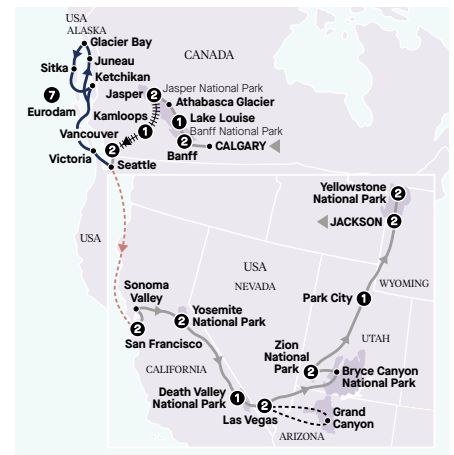 USA
ALASKA
Glacier Bay
CANADA
Juneau
Sitka
Ketchikan
7
Eurodam
Jasper 2
Jasper National Park
Athabasca Glacier
Kamloops
1
1 Lake Louise
Banff National Park
Vancouver
2
2
Banff
CALGARY
Victoria
Seattle
Yellowstone
National Park
2
JACKSON 2
USA
USA
NEVADA
WYOMING
Sonoma
Valley
Park City 1
2
Yosemite
National Park
2
San Francisco
UTAH
Zion
National
Park
2
CALIFORNIA
Bryce Canyon
National Park
Death Valley
National Park
1
2
Las Vegas
Grand
Canyon
ARIZONA